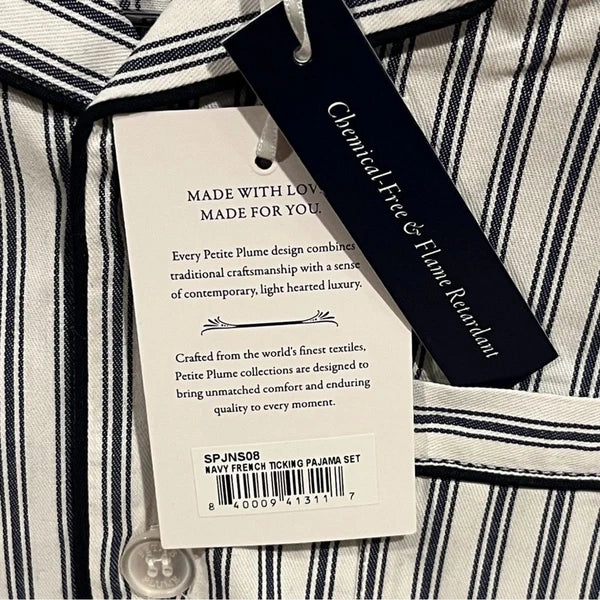 Chemical-Free & Flame Retardant
MADE WITH LOVE
MADE FOR YOU.
Every Petite Plume design combines
traditional craftsmanship with a sense
of contemporary, light hearted luxury.
Crafted from the world's finest textiles,
Petite Plume collections are designed to
bring unmatched comfort and enduring
quality to every moment.
SPJNS08
NAVY FRENCH TICKING PAJAMA SET
8 40009 41311 7